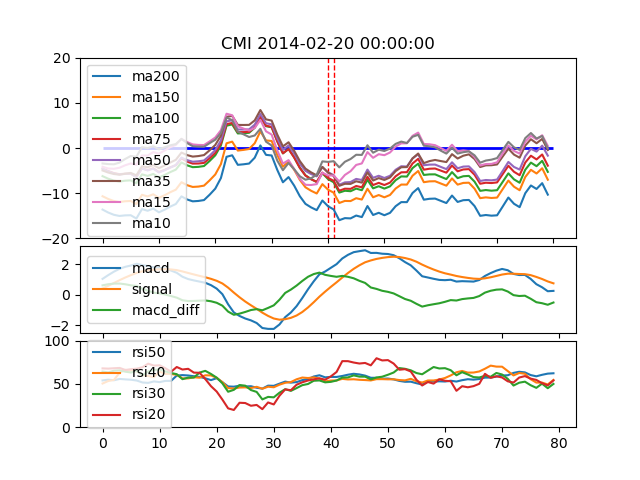 CMI 2014-02-20 00:00:00
20
10
0
−10
−20
ma200
ma150
ma100
ma75
ma50
ma35
ma15
ma10
2
0
−2
macd
signal
macd_diff
100
50
0
rsi50
rsi40
rsi30
rsi20
0 10 20 30 40 50 60 70 80